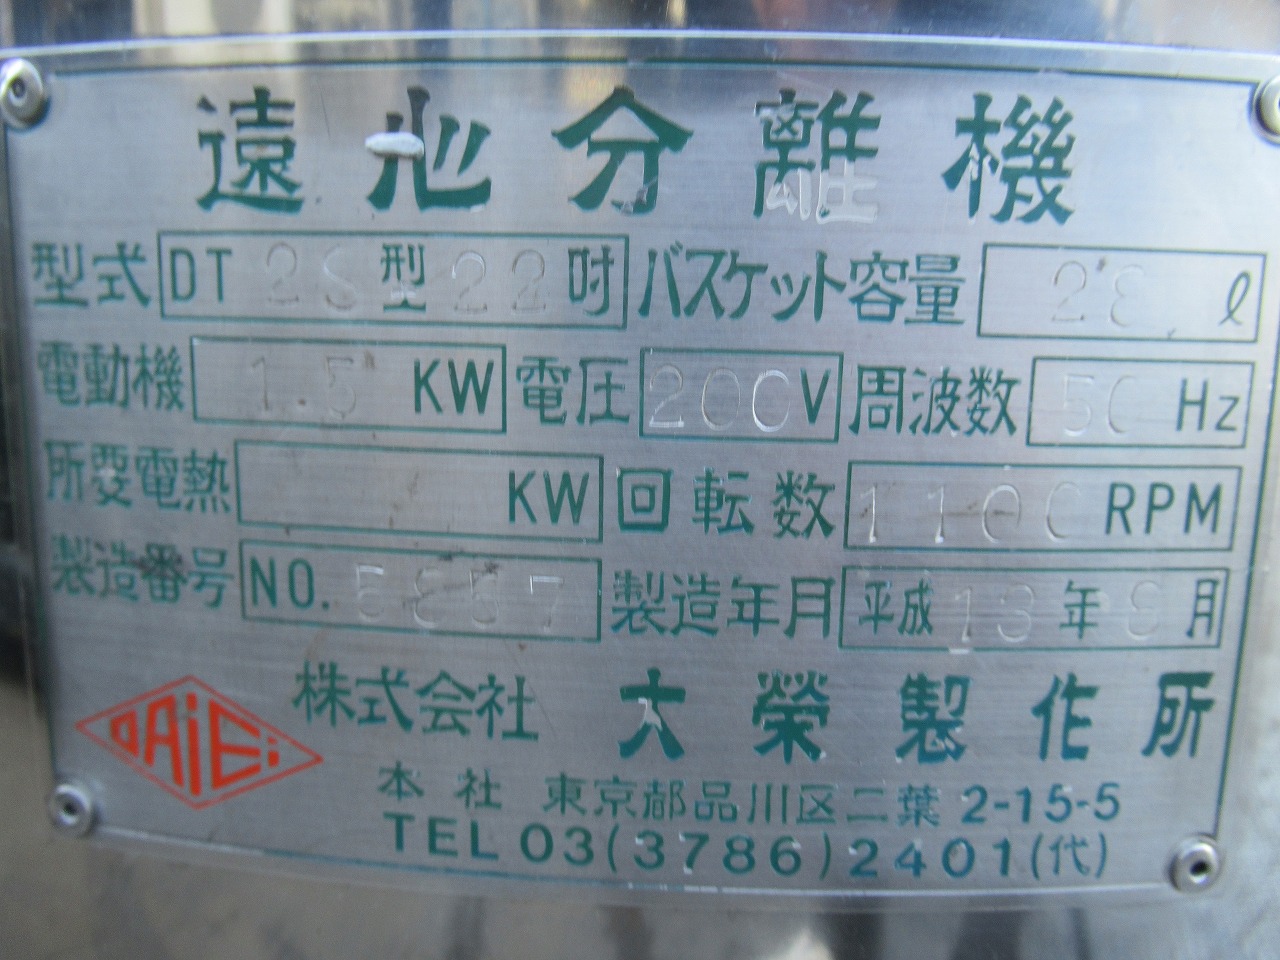 遠心分離機
型式 DT 2S 型 22 吋 バスケット容量 28 ℓ
電動機 1.5 KW 電圧 200V 周波数 50 Hz
所要電熱 KW 回転数 1100 RPM
製造番号 NO. 製造年月 平成 年 月
DAiEi 株式会社 大榮製作所
本社 東京都品川区二葉 2-15-5
TEL 03(3786)2401(代)